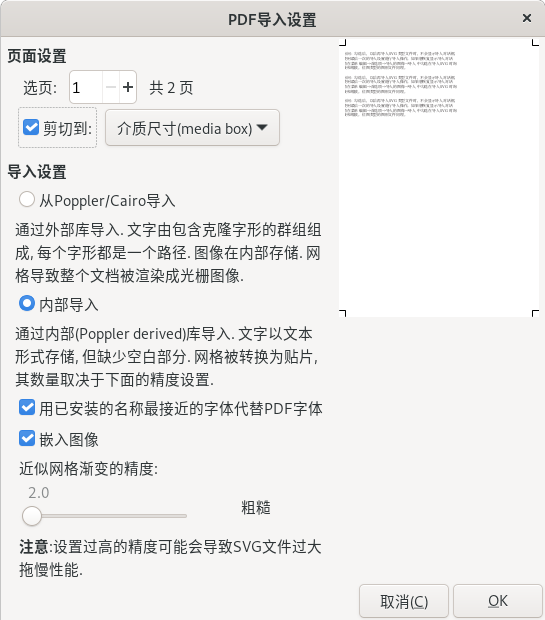 PDF导入设置
页面设置
选页: 1 共 2 页
剪切到: 介质尺寸(media box)
导入设置
从Poppler/Cairo导入
通过外部库导入. 文字由包含克隆字形的群组组
成, 每个字形都是一个路径. 图像在内部存储. 网
格导致整个文档被渲染成光栅图像.
内部导入
通过内部(Poppler derived)库导入. 文字以文本
形式存储, 但缺少空白部分. 网格被转换为贴片,
其数量取决于下面的精度设定.
用已安装的名称最接近的字体代替PDF字体
嵌入图像
近似网格渐变的精度:
2.0
粗糙
注意:设置过高的精度可能会导致SVG文件过大
拖慢性能.
取消(C) OK